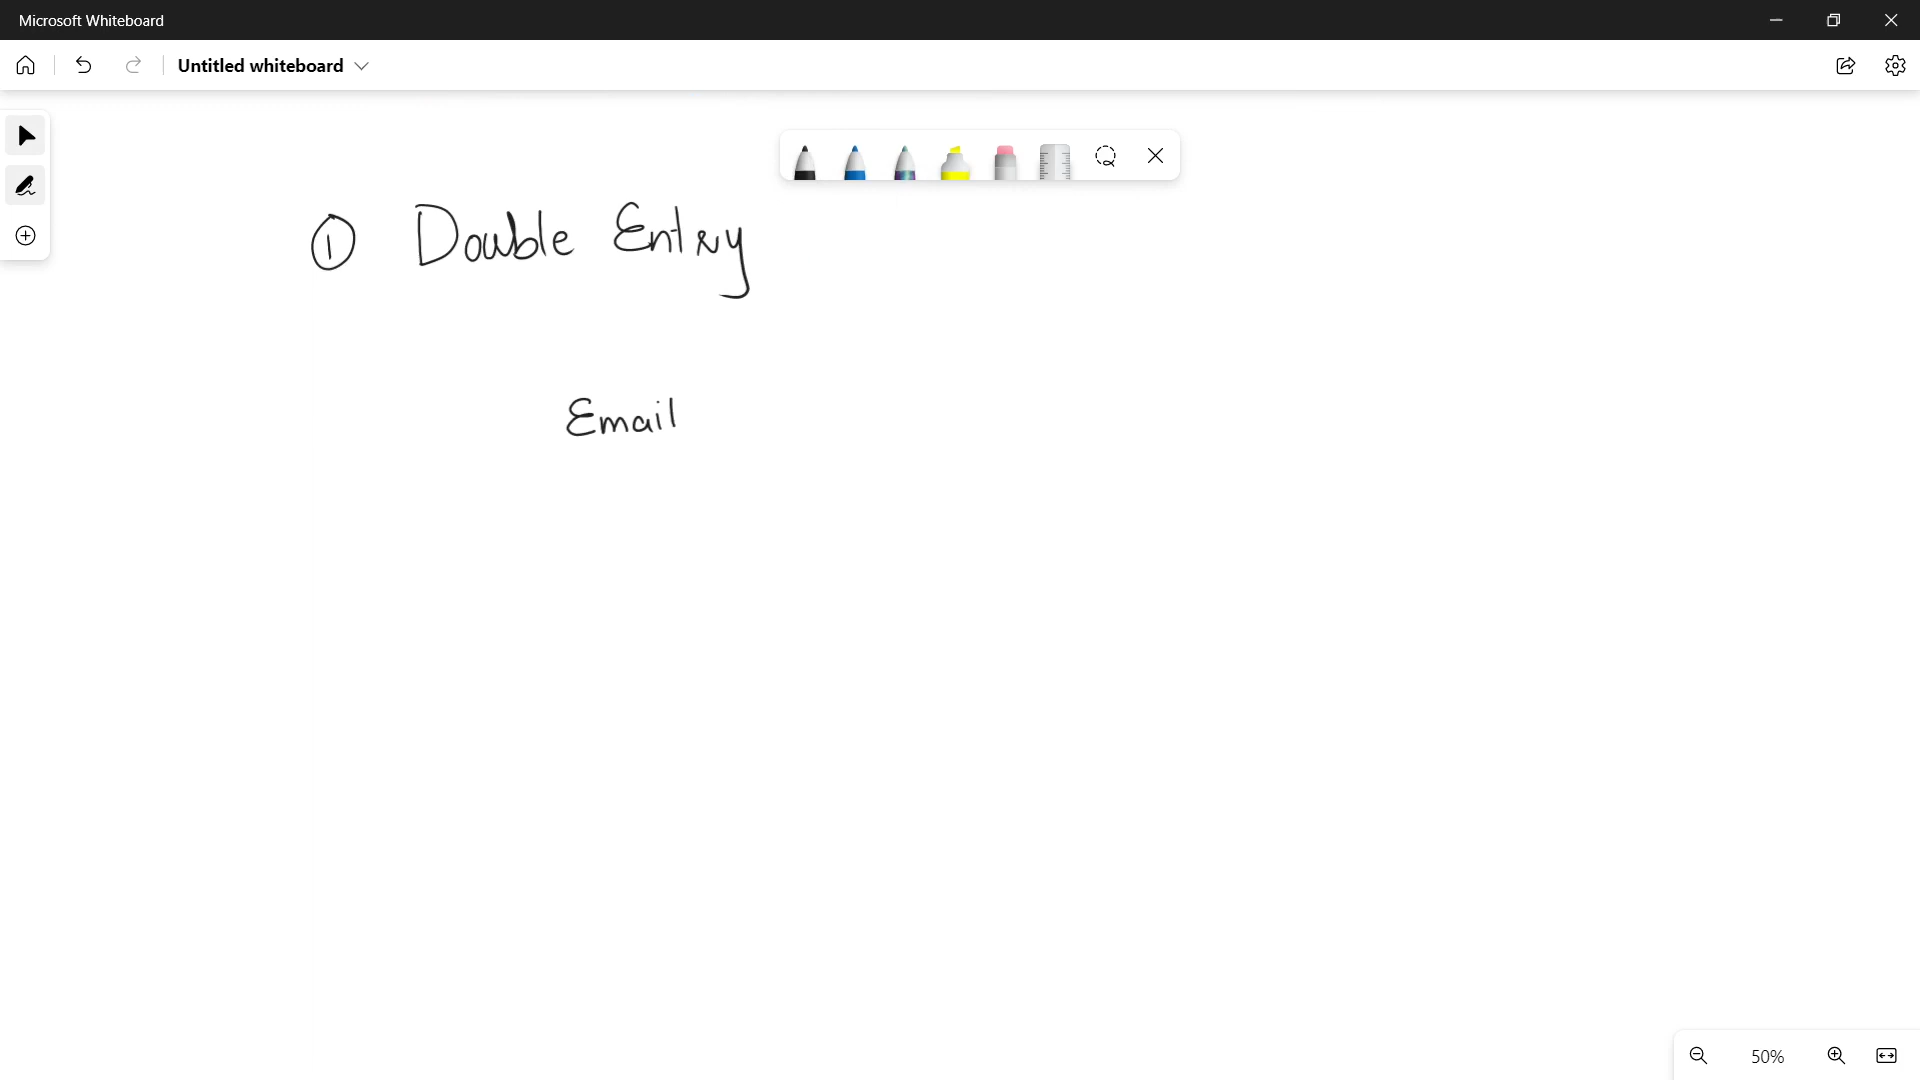 Microsoft Whiteboard
Untitled whiteboard
① Double Entry
Email
50%